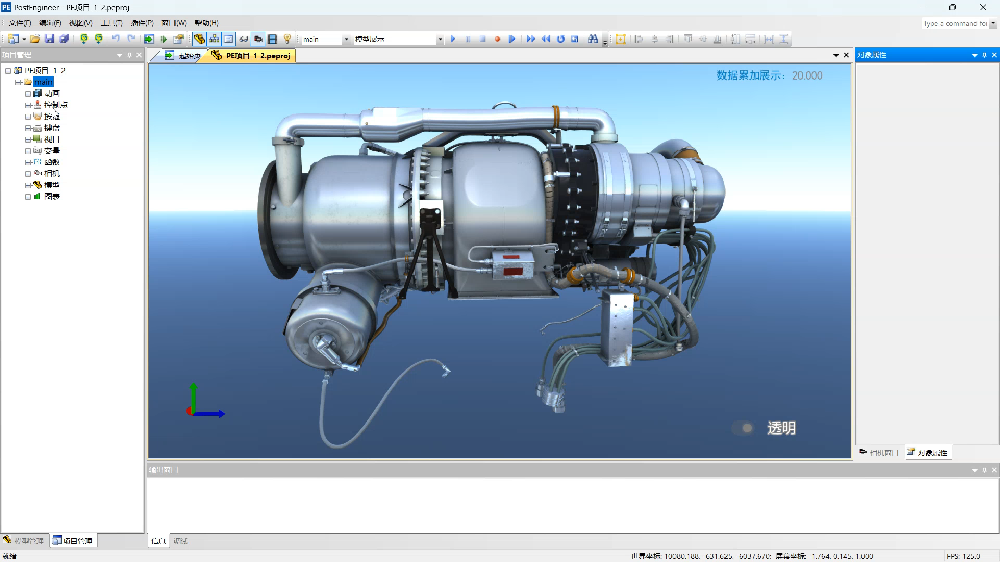 PE PostEngineer - PE项目_1_2.peproj
文件(F) 编辑(E) 视图(V) 工具(T) 插件(P) 窗口(W) 帮助(H)
Type a command fo
main 模型展示
项目管理
PE项目_1_2
main
动画
控制点
按钮
键盘
视口
变量
F() 函数
相机
模型
图表
模型管理 项目管理
起始页 PE项目_1_2.peproj
数据累加展示: 20.000
透明
对象属性
相机窗口 对象属性
输出窗口
信息 调试
就绪
世界坐标: 10080.188, -631.625, -6037.670; 屏幕坐标: -1.764, 0.145, 1.000
FPS: 125.0